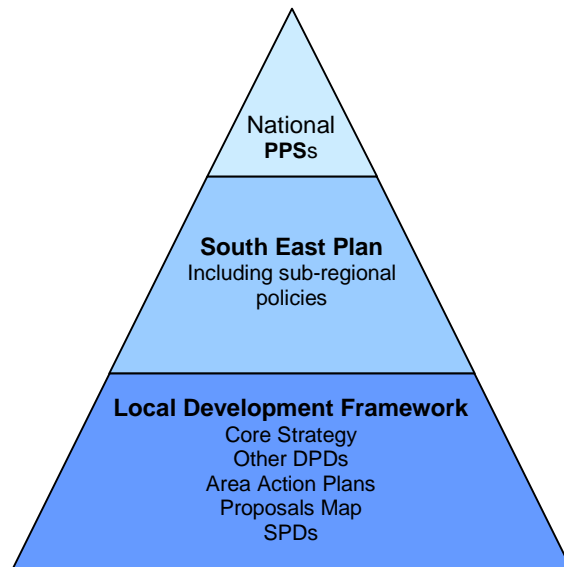 National
PPSs
South East Plan
Including sub-regional
policies
Local Development Framework
Core Strategy
Other DPDs
Area Action Plans
Proposals Map
SPDs